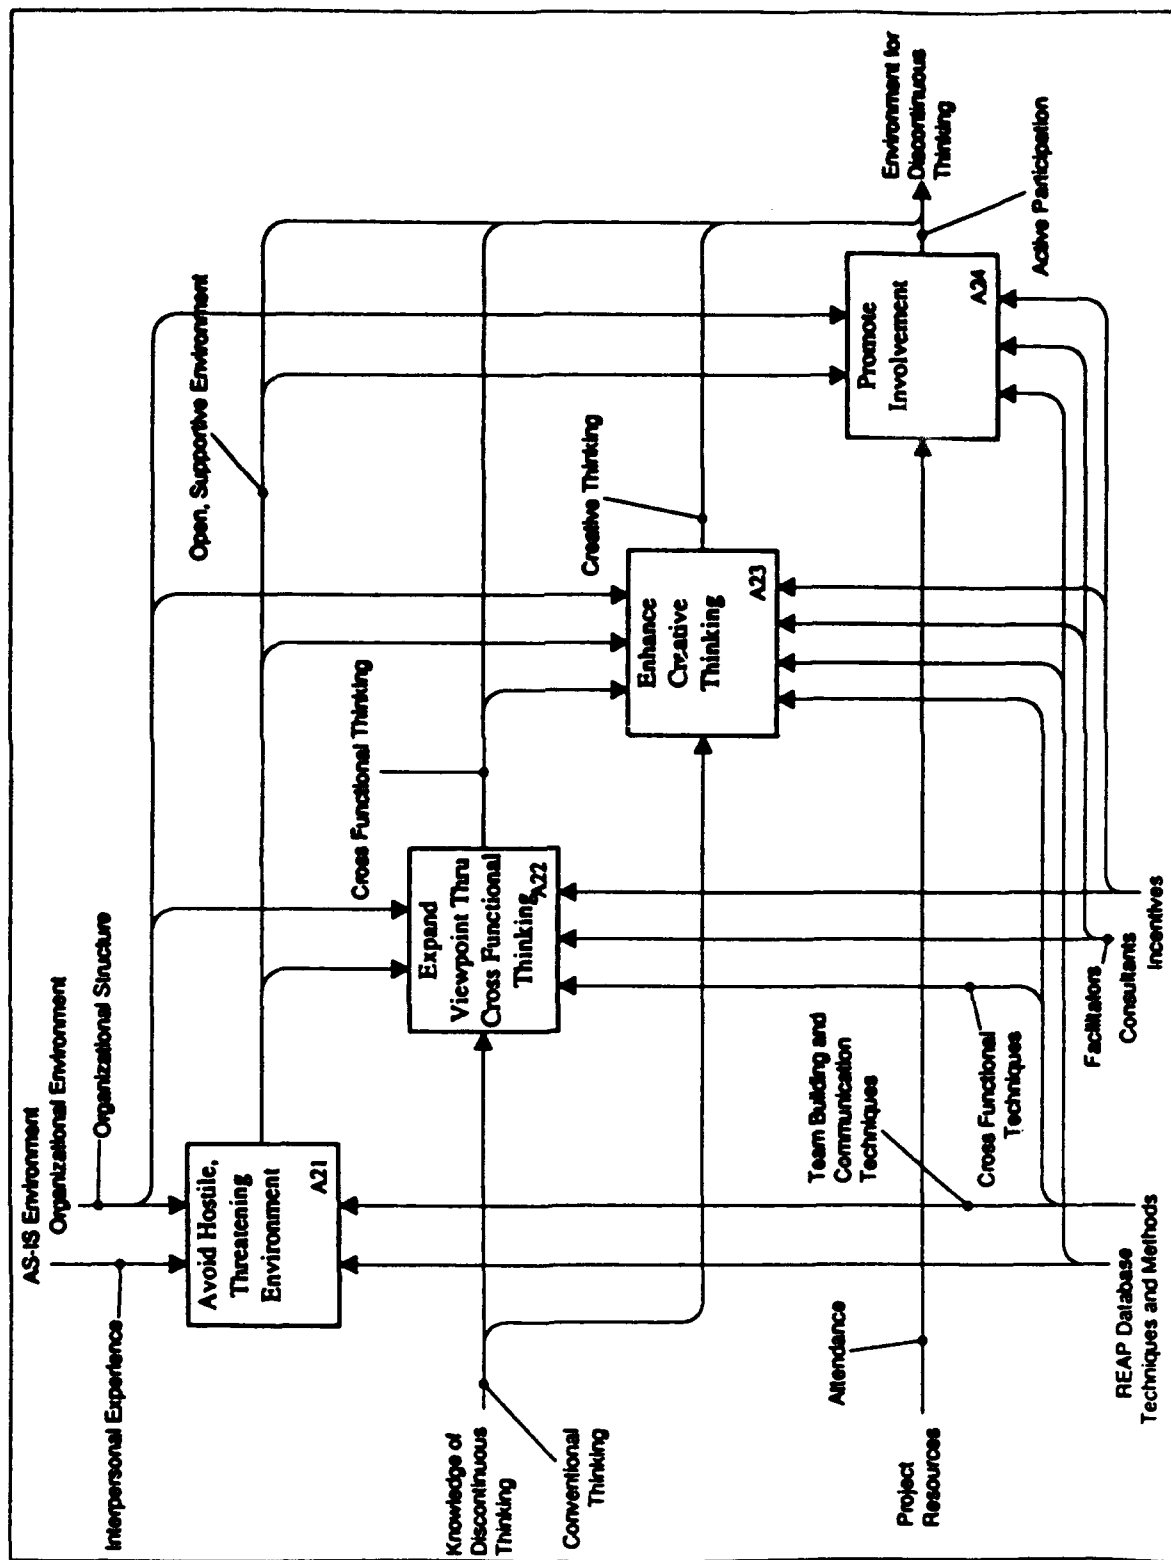 AS-IS Environment
Organizational Environment
Organizational Structure
Interpersonal Experience
Avoid Hostile,
Threatening
Environment
A21
Open, Supportive Environment
Knowledge of
Discontinuous
Thinking
Conventional
Thinking
Expand
Viewpoint Thru
Cross Functional
Thinking
A22
Cross Functional Thinking
Enhance
Creative
Thinking
A23
Creative Thinking
Project
Resources
Attendance
Promote
Involvement
A24
Environment for
Discontinuous
Thinking
Active Participation
Team Building and
Communication
Techniques
Cross Functional
Techniques
REAP Database
Techniques and Methods
Facilitators
Consultants
Incentives